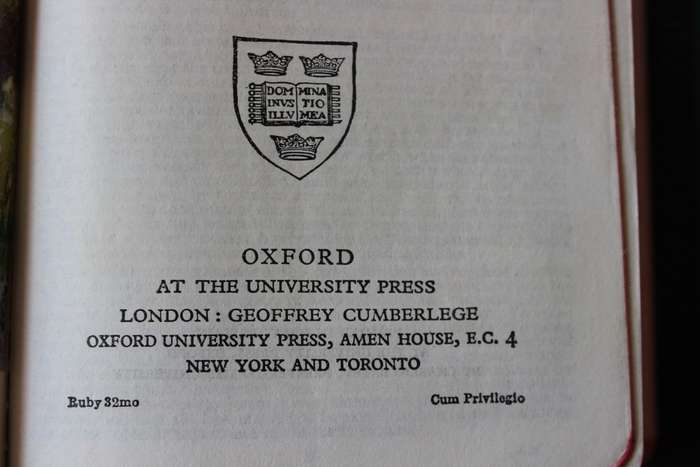 DOM MINA
INVS TIO
ILLV MEA
OXFORD
AT THE UNIVERSITY PRESS
LONDON : GEOFFREY CUMBERLEGE
OXFORD UNIVERSITY PRESS, AMEN HOUSE, E.C. 4
NEW YORK AND TORONTO
Ruby 32mo Cum Privilegio